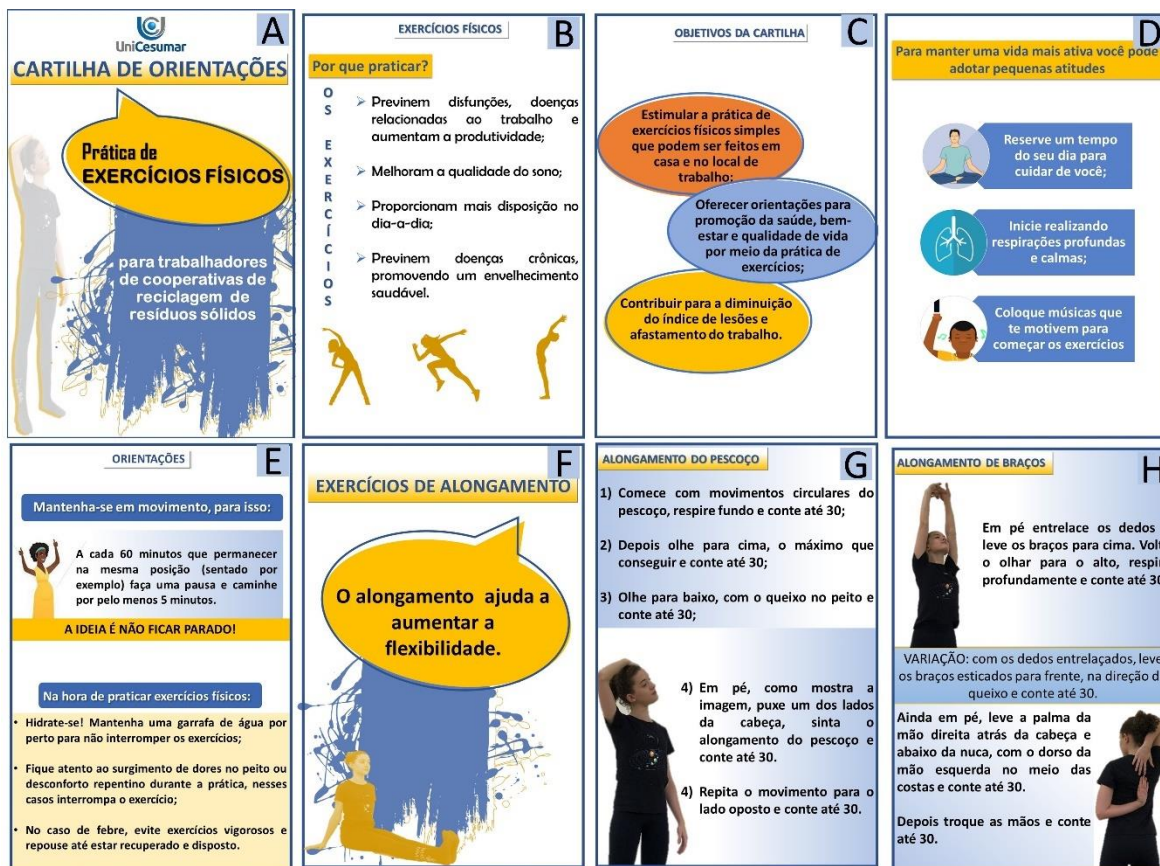 A
UniCesumar
CARTILHA DE ORIENTAÇÕES
Prática de
EXERCÍCIOS FÍSICOS
para trabalhadores
de cooperativas de
reciclagem de
resíduos sólidos
B
EXERCÍCIOS FÍSICOS
Por que praticar?
OS EXERCÍCIOS
➢ Previnem disfunções, doenças
relacionadas ao trabalho e
aumentam a produtividade;
➢ Melhoram a qualidade do sono;
➢ Proporcionam mais disposição no
dia-a-dia;
➢ Previnem doenças crônicas,
promovendo um envelhecimento
saudável.
C
OBJETIVOS DA CARTILHA
Estimular a prática de
exercícios físicos simples
que podem ser feitos em
casa e no local de
trabalho;
Oferecer orientações para
promoção da saúde, bem-
estar e qualidade de vida
por meio da prática de
exercícios;
Contribuir para a diminuição
do índice de lesões e
afastamento do trabalho.
D
Para manter uma vida mais ativa você pode
adotar pequenas atitudes
Reserve um tempo
do seu dia para
cuidar de você;
Inicie realizando
respirações profundas
e calmas;
Coloque músicas que
te motivem para
começar os exercícios
E
ORIENTAÇÕES
Mantenha-se em movimento, para isso:
A cada 60 minutos que permanecer
na mesma posição (sentado por
exemplo) faça uma pausa e caminhe
por pelo menos 5 minutos.
A IDEIA É NÃO FICAR PARADO!
Na hora de praticar exercícios físicos:
• Hidrate-se! Mantenha uma garrafa de água por
perto para não interromper os exercícios;
• Fique atento ao surgimento de dores no peito ou
desconforto repentino durante a prática, nesses
casos interrompa o exercício;
• No caso de febre, evite exercícios vigorosos e
repouse até estar recuperado e disposto.
F
EXERCÍCIOS DE ALONGAMENTO
O alongamento ajuda a
aumentar a
flexibilidade.
G
ALONGAMENTO DO PESCOÇO
1) Comece com movimentos circulares do
pescoço, respire fundo e conte até 30;
2) Depois olhe para cima, o máximo que
conseguir e conte até 30;
3) Olhe para baixo, com o queixo no peito e
conte até 30;
4) Em pé, como mostra a
imagem, puxe um dos lados
da cabeça, sinta o
alongamento do pescoço e
conte até 30.
4) Repita o movimento para o
lado oposto e conte até 30.
H
ALONGAMENTO DE BRAÇOS
Em pé entrelace os dedos
leve os braços para cima. Volt
o olhar para o alto, respir
profundamente e conte até 30
VARIAÇÃO: com os dedos entrelaçados, leve
os braços esticados para frente, na direção d
queixo e conte até 30.
Ainda em pé, leve a palma da
mão direita atrás da cabeça e
abaixo da nuca, com o dorso da
mão esquerda no meio das
costas e conte até 30.
Depois troque as mãos e conte
até 30.